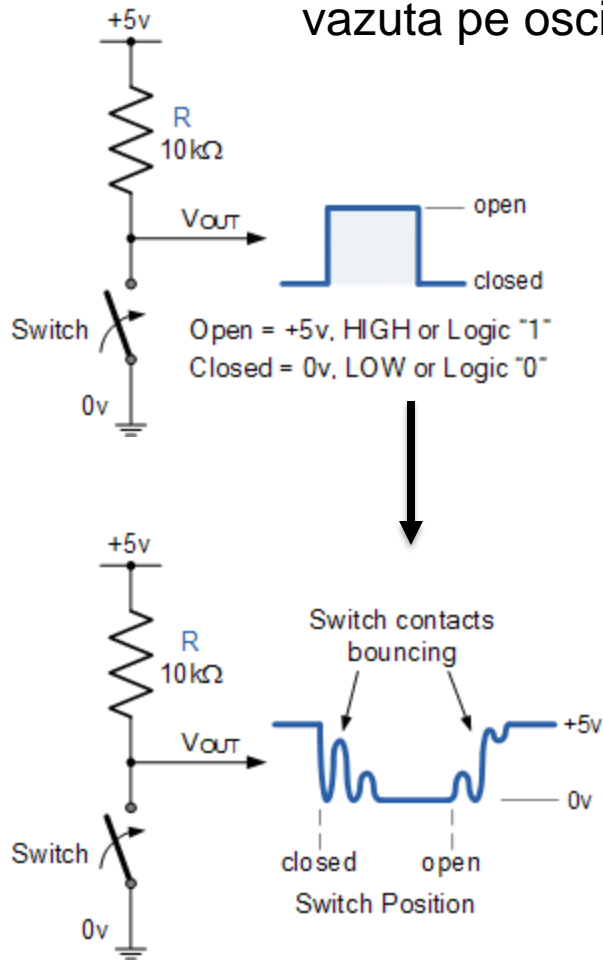 vazuta pe osci
+5v
R
10kΩ
VOUT
open
closed
Switch
Open = +5v, HIGH or Logic "1"
Closed = 0v, LOW or Logic "0"
0v
+5v
Switch contacts
bouncing
R
10kΩ
VOUT
+5v
0v
Switch
closed
open
Switch Position
0v